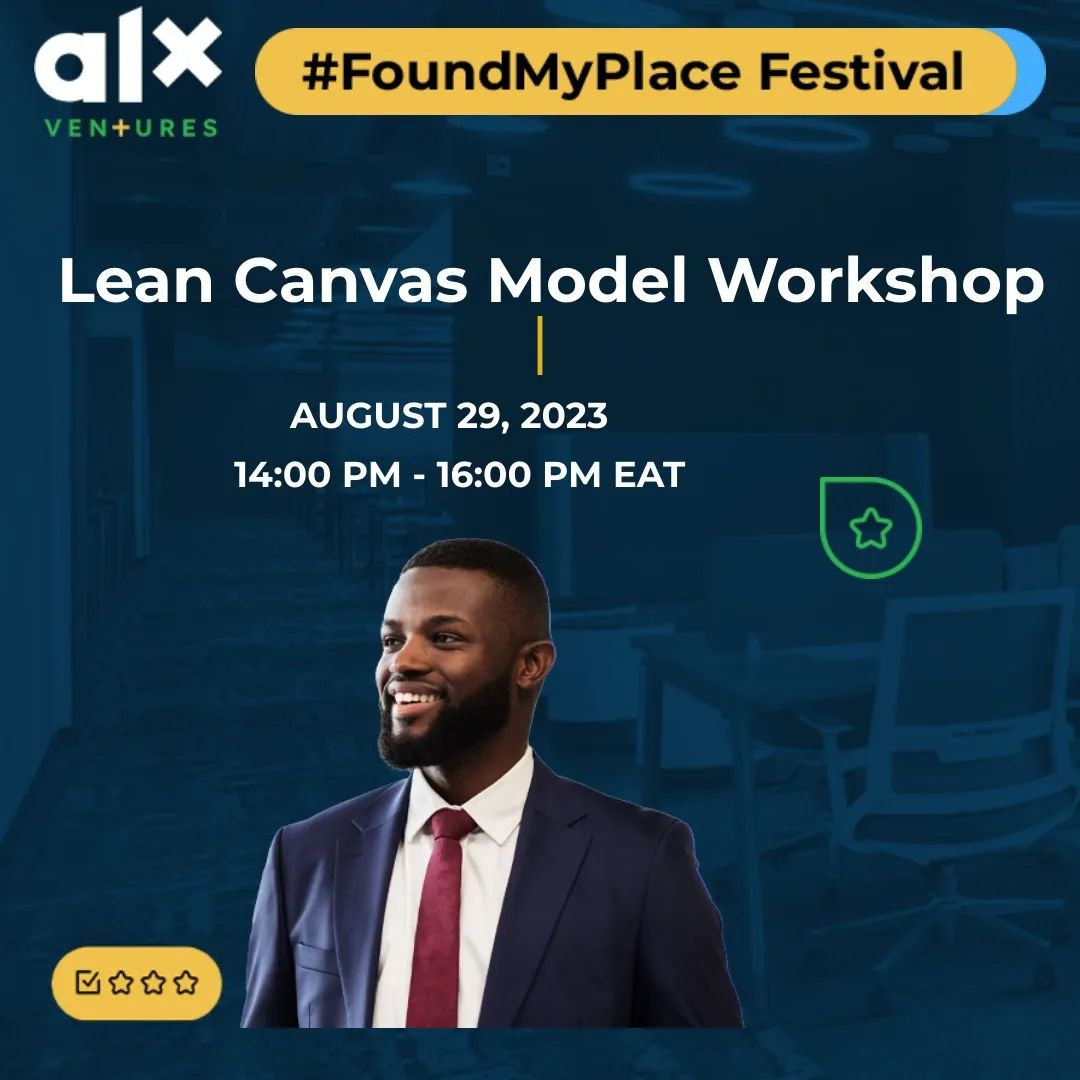 alx
VENTURES
#FoundMyPlace Festival
Lean Canvas Model Workshop
AUGUST 29, 2023
14:00 PM - 16:00 PM EAT